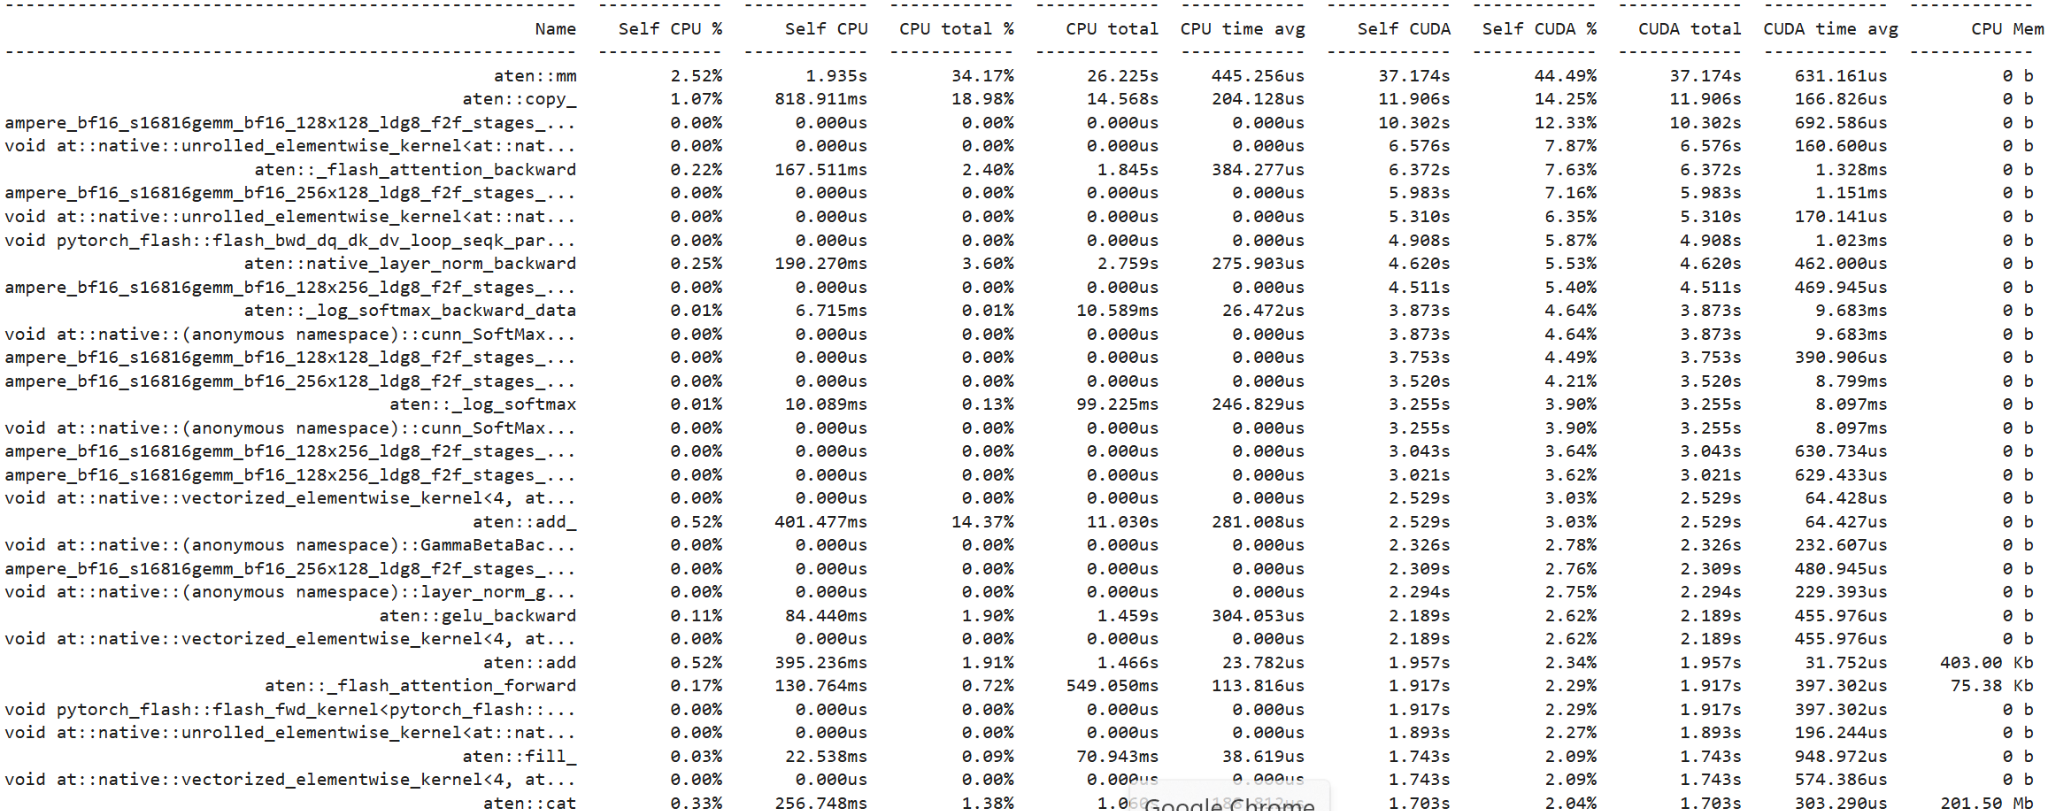 Name Self CPU % Self CPU CPU total % CPU total CPU time avg Self CUDA Self CUDA % CUDA total CUDA time avg CPU Mem
aten::mm 2.52% 1.935s 34.17% 26.225s 445.256us 37.174s 44.49% 37.174s 631.161us 0 b
aten::copy_ 1.07% 818.911ms 18.98% 14.568s 204.128us 11.906s 14.25% 11.906s 166.826us 0 b
ampere_bf16_s16816gemm_bf16_128x128_ldg8_f2f_stages_... 0.00% 0.000us 0.00% 0.000us 0.000us 10.302s 12.33% 10.302s 692.586us 0 b
void at::native::unrolled_elementwise_kernel<at::nat... 0.00% 0.000us 0.00% 0.000us 0.000us 6.576s 7.87% 6.576s 160.600us 0 b
aten::_flash_attention_backward 0.22% 167.511ms 2.40% 1.845s 384.277us 6.372s 7.63% 6.372s 1.328ms 0 b
ampere_bf16_s16816gemm_bf16_256x128_ldg8_f2f_stages_... 0.00% 0.000us 0.00% 0.000us 0.000us 5.983s 7.16% 5.983s 1.151ms 0 b
void at::native::unrolled_elementwise_kernel<at::nat... 0.00% 0.000us 0.00% 0.000us 0.000us 5.310s 6.35% 5.310s 170.141us 0 b
void pytorch_flash::flash_bwd_dq_dk_dv_loop_seqk_par... 0.00% 0.000us 0.00% 0.000us 0.000us 4.908s 5.87% 4.908s 1.023ms 0 b
aten::native_layer_norm_backward 0.25% 190.270ms 3.60% 2.759s 275.903us 4.620s 5.53% 4.620s 462.000us 0 b
ampere_bf16_s16816gemm_bf16_128x256_ldg8_f2f_stages_... 0.00% 0.000us 0.00% 0.000us 0.000us 4.511s 5.40% 4.511s 469.945us 0 b
aten::_log_softmax_backward_data 0.01% 6.715ms 0.01% 10.589ms 26.472us 3.873s 4.64% 3.873s 9.683ms 0 b
void at::native::(anonymous namespace)::cunn_SoftMax... 0.00% 0.000us 0.00% 0.000us 0.000us 3.873s 4.64% 3.873s 9.683ms 0 b
ampere_bf16_s16816gemm_bf16_128x128_ldg8_f2f_stages_... 0.00% 0.000us 0.00% 0.000us 0.000us 3.753s 4.49% 3.753s 390.906us 0 b
ampere_bf16_s16816gemm_bf16_256x128_ldg8_f2f_stages_... 0.00% 0.000us 0.00% 0.000us 0.000us 3.520s 4.21% 3.520s 8.799ms 0 b
aten::_log_softmax 0.01% 10.089ms 0.13% 99.225ms 246.829us 3.255s 3.90% 3.255s 8.097ms 0 b
void at::native::(anonymous namespace)::cunn_SoftMax... 0.00% 0.000us 0.00% 0.000us 0.000us 3.255s 3.90% 3.255s 8.097ms 0 b
ampere_bf16_s16816gemm_bf16_128x256_ldg8_f2f_stages_... 0.00% 0.000us 0.00% 0.000us 0.000us 3.043s 3.64% 3.043s 630.734us 0 b
ampere_bf16_s16816gemm_bf16_128x256_ldg8_f2f_stages_... 0.00% 0.000us 0.00% 0.000us 0.000us 3.021s 3.62% 3.021s 629.433us 0 b
void at::native::vectorized_elementwise_kernel<4, at... 0.00% 0.000us 0.00% 0.000us 0.000us 2.529s 3.03% 2.529s 64.428us 0 b
aten::add_ 0.52% 401.477ms 14.37% 11.030s 281.008us 2.529s 3.03% 2.529s 64.427us 0 b
void at::native::(anonymous namespace)::GammaBetaBac... 0.00% 0.000us 0.00% 0.000us 0.000us 2.326s 2.78% 2.326s 232.607us 0 b
ampere_bf16_s16816gemm_bf16_256x128_ldg8_f2f_stages_... 0.00% 0.000us 0.00% 0.000us 0.000us 2.309s 2.76% 2.309s 480.945us 0 b
void at::native::(anonymous namespace)::layer_norm_g... 0.00% 0.000us 0.00% 0.000us 0.000us 2.294s 2.75% 2.294s 229.393us 0 b
aten::gelu_backward 0.11% 84.440ms 1.90% 1.459s 304.053us 2.189s 2.62% 2.189s 455.976us 0 b
void at::native::vectorized_elementwise_kernel<4, at... 0.00% 0.000us 0.00% 0.000us 0.000us 2.189s 2.62% 2.189s 455.976us 0 b
aten::add 0.52% 395.236ms 1.91% 1.466s 23.782us 1.957s 2.34% 1.957s 31.752us 403.00 Kb
aten::_flash_attention_forward 0.17% 130.764ms 0.72% 549.050ms 113.816us 1.917s 2.29% 1.917s 397.302us 75.38 Kb
void pytorch_flash::flash_fwd_kernel<pytorch_flash::... 0.00% 0.000us 0.00% 0.000us 0.000us 1.917s 2.29% 1.917s 397.302us 0 b
void at::native::unrolled_elementwise_kernel<at::nat... 0.00% 0.000us 0.00% 0.000us 0.000us 1.893s 2.27% 1.893s 196.244us 0 b
aten::fill_ 0.03% 22.538ms 0.09% 70.943ms 38.619us 1.743s 2.09% 1.743s 948.972us 0 b
void at::native::vectorized_elementwise_kernel<4, at... 0.00% 0.000us 0.00% 0.000us 0.000us 1.743s 2.09% 1.743s 574.386us 0 b
aten::cat 0.33% 256.748ms 1.38% 1.703s 2.04% 1.703s 303.290us 201.50 Mb
Google Chrome